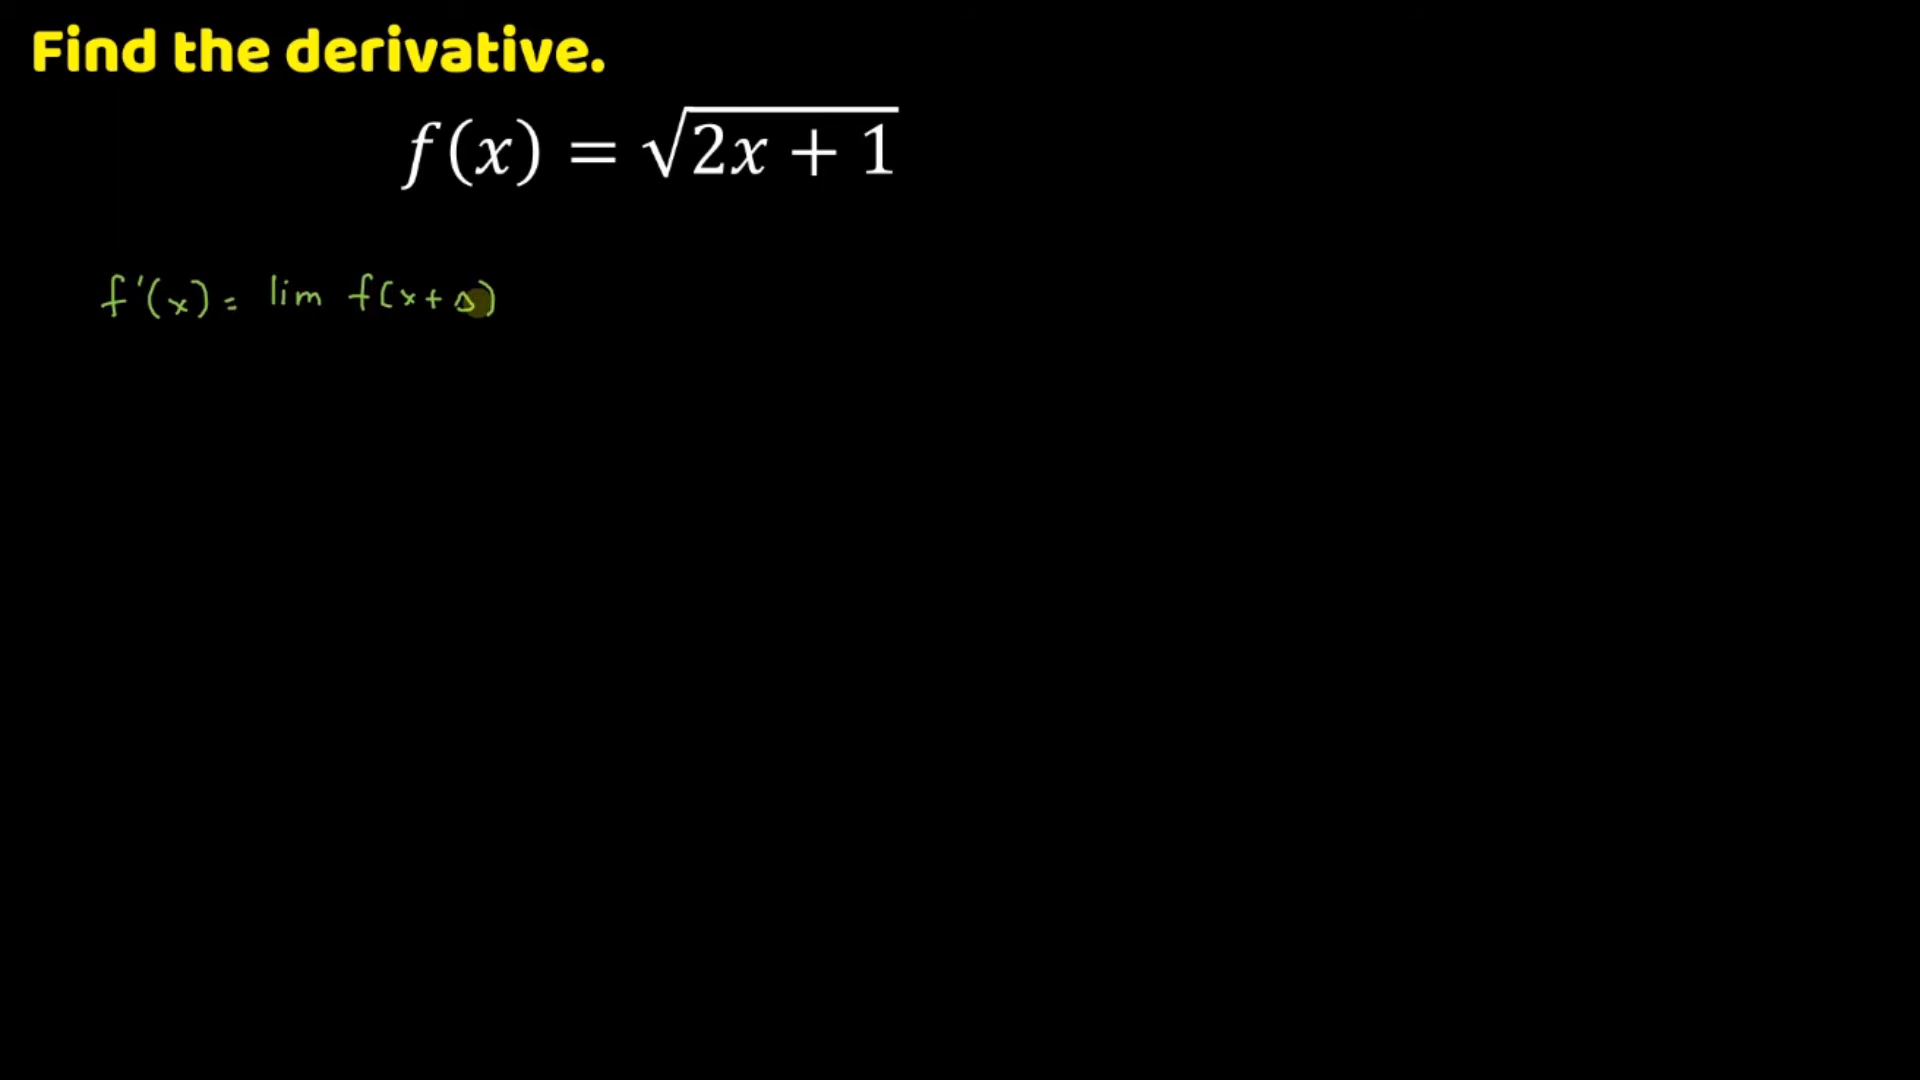 Find the derivative.
f(x) = √2x + 1
f'(x) = lim f(x + Δ)